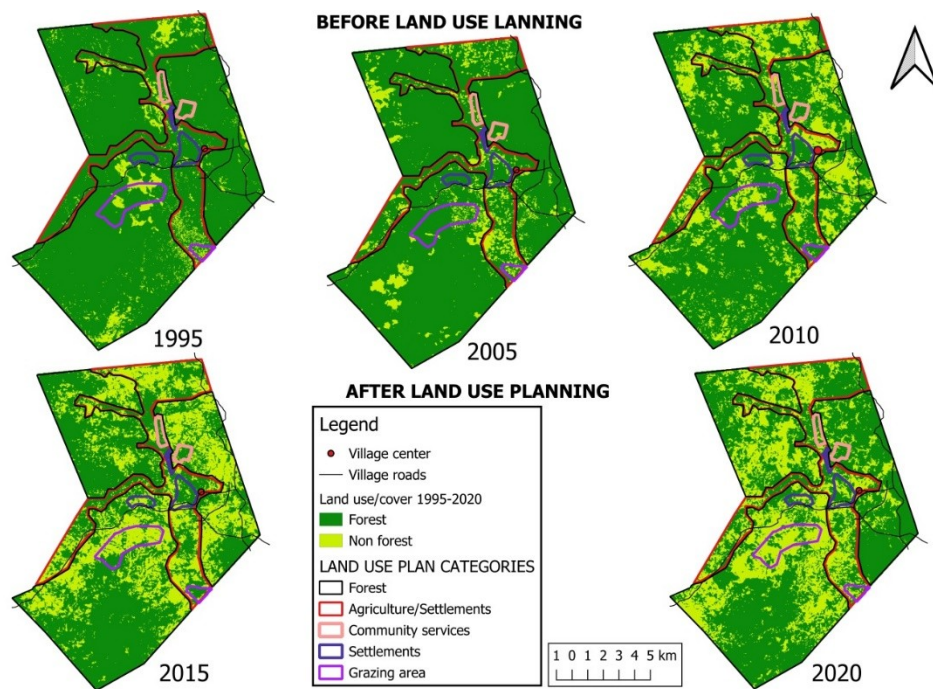 BEFORE LAND USE LANNING
1995
2005
2010
AFTER LAND USE PLANNING
Legend
Village center
Village roads
Land use/cover 1995-2020
Forest
Non forest
LAND USE PLAN CATEGORIES
Forest
Agriculture/Settlements
Community services
Settlements
Grazing area
1 0 1 2 3 4 5 km
2015
2020